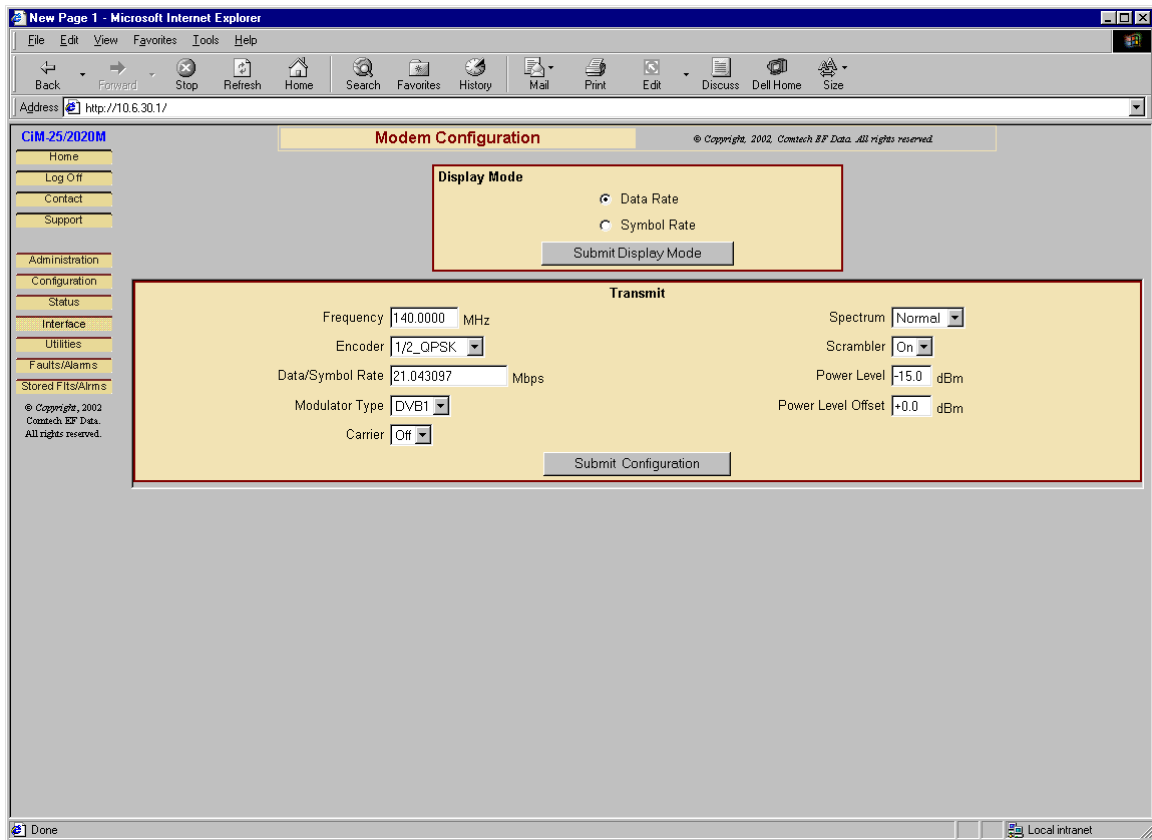 New Page 1 - Microsoft Internet Explorer
File Edit View Favorites Tools Help
Back Forward Stop Refresh Home Search Favorites History Mail Print Edit Discuss Dell Home Size
Address http://10.6.30.1/
CiM-25/2020M
Home
Log Off
Contact
Support
Administration
Configuration
Status
Interface
Utilities
Faults/Alarms
Stored Flts/Alrms
© Copyright, 2002
Comtech EF Data.
All rights reserved.
Modem Configuration
© Copyright, 2002, Comtech EF Data. All rights reserved.
Display Mode
Data Rate
Symbol Rate
Submit Display Mode
Transmit
Frequency 140.0000 MHz
Spectrum Normal
Encoder 1/2_QPSK
Scrambler On
Data/Symbol Rate 21.043097 Mbps
Power Level -15.0 dBm
Modulator Type DVB1
Power Level Offset +0.0 dBm
Carrier Off
Submit Configuration
Done
Local intranet